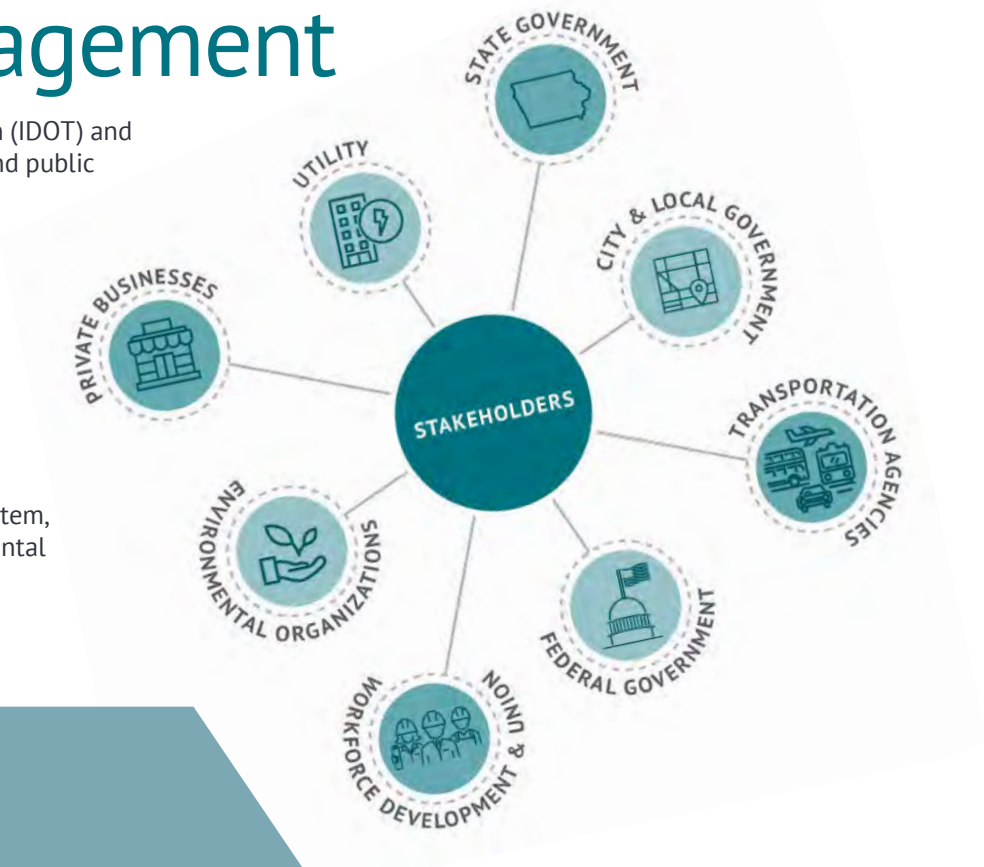 agement
(IDOT) and
nd public
tem,
ntal
STATE GOVERNMENT
UTILITY
CITY & LOCAL GOVERNMENT
PRIVATE BUSINESSES
STAKEHOLDERS
TRANSPORTATION AGENCIES
ENVIRONMENTAL ORGANIZATIONS
FEDERAL GOVERNMENT
WORKFORCE DEVELOPMENT & UNION